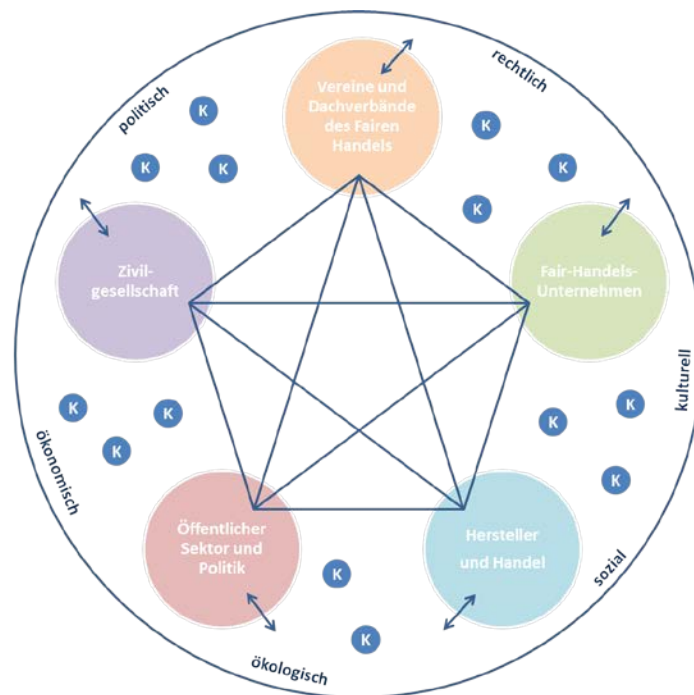 rechtlich
Vereine und
Dachverbände
des Fairen
Handels
politisch
K
K
K
K
K
K
K
Zivil-
gesellschaft
Fair-Handels-
Unternehmen
kulturell
K
K
K
K
K
K
ökonomisch
Öffentlicher
Sektor und
Politik
Hersteller
und Handel
sozial
K
K
ökologisch